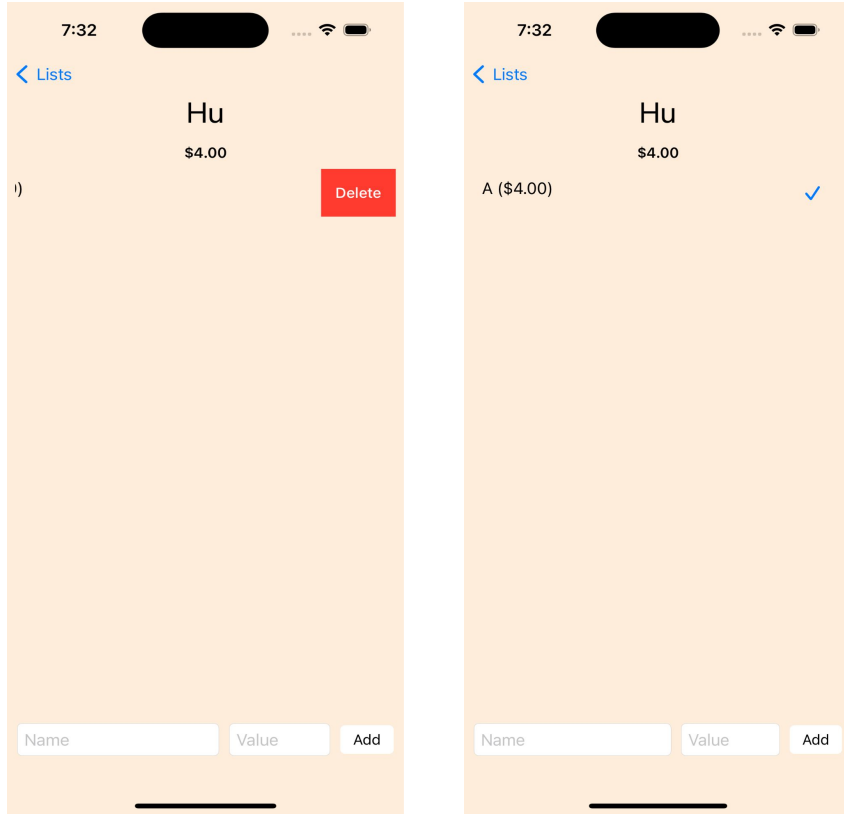 7:32
Lists
Hu
$4.00
)
Delete
Name
Value
Add
7:32
Lists
Hu
$4.00
A ($4.00)
Name
Value
Add